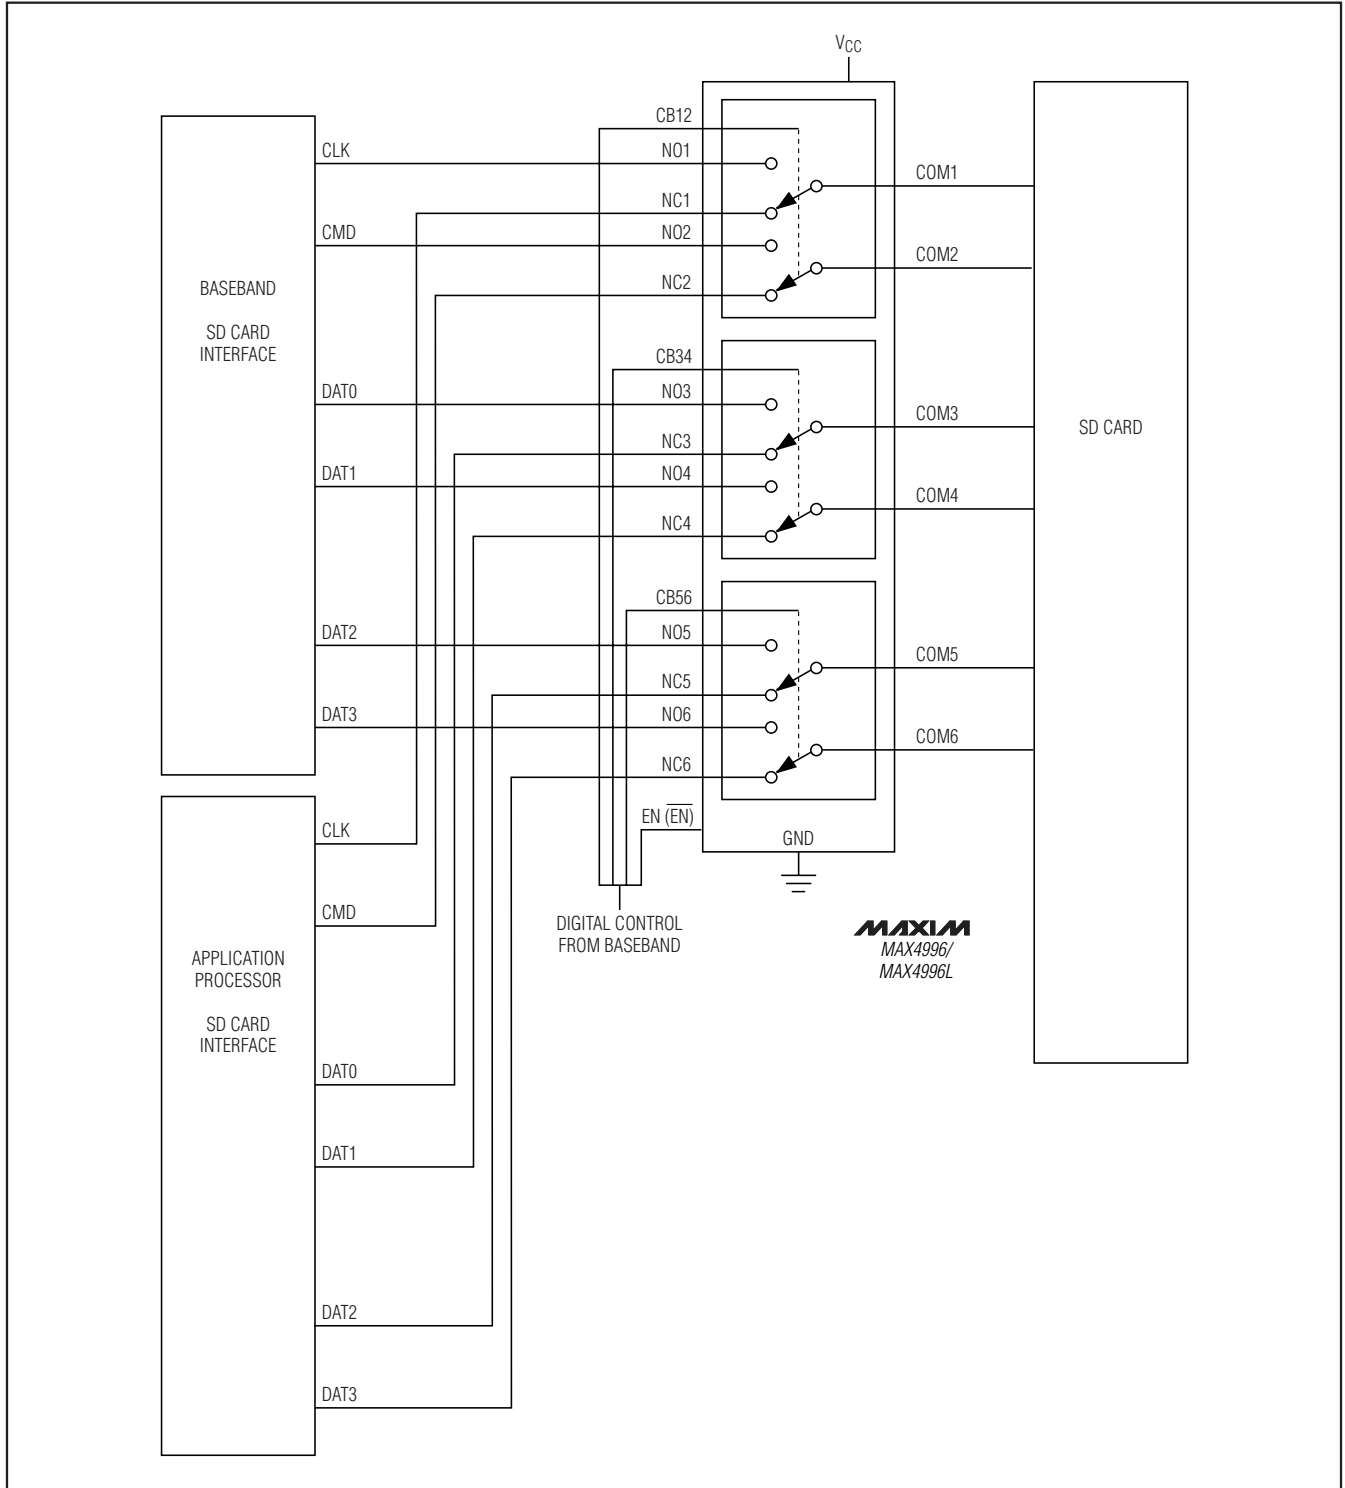 VCC
CB12
CLK
NO1
COM1
NC1
CMD
NO2
COM2
NC2
BASEBAND
SD CARD
INTERFACE
CB34
DAT0
NO3
COM3
SD CARD
NC3
DAT1
NO4
COM4
NC4
CB56
DAT2
NO5
COM5
NC5
DAT3
NO6
COM6
NC6
EN (E̅N̅)
GND
CLK
CMD
DIGITAL CONTROL
FROM BASEBAND
MAXIM
MAX4996/
MAX4996L
APPLICATION
PROCESSOR
SD CARD
INTERFACE
DAT0
DAT1
DAT2
DAT3